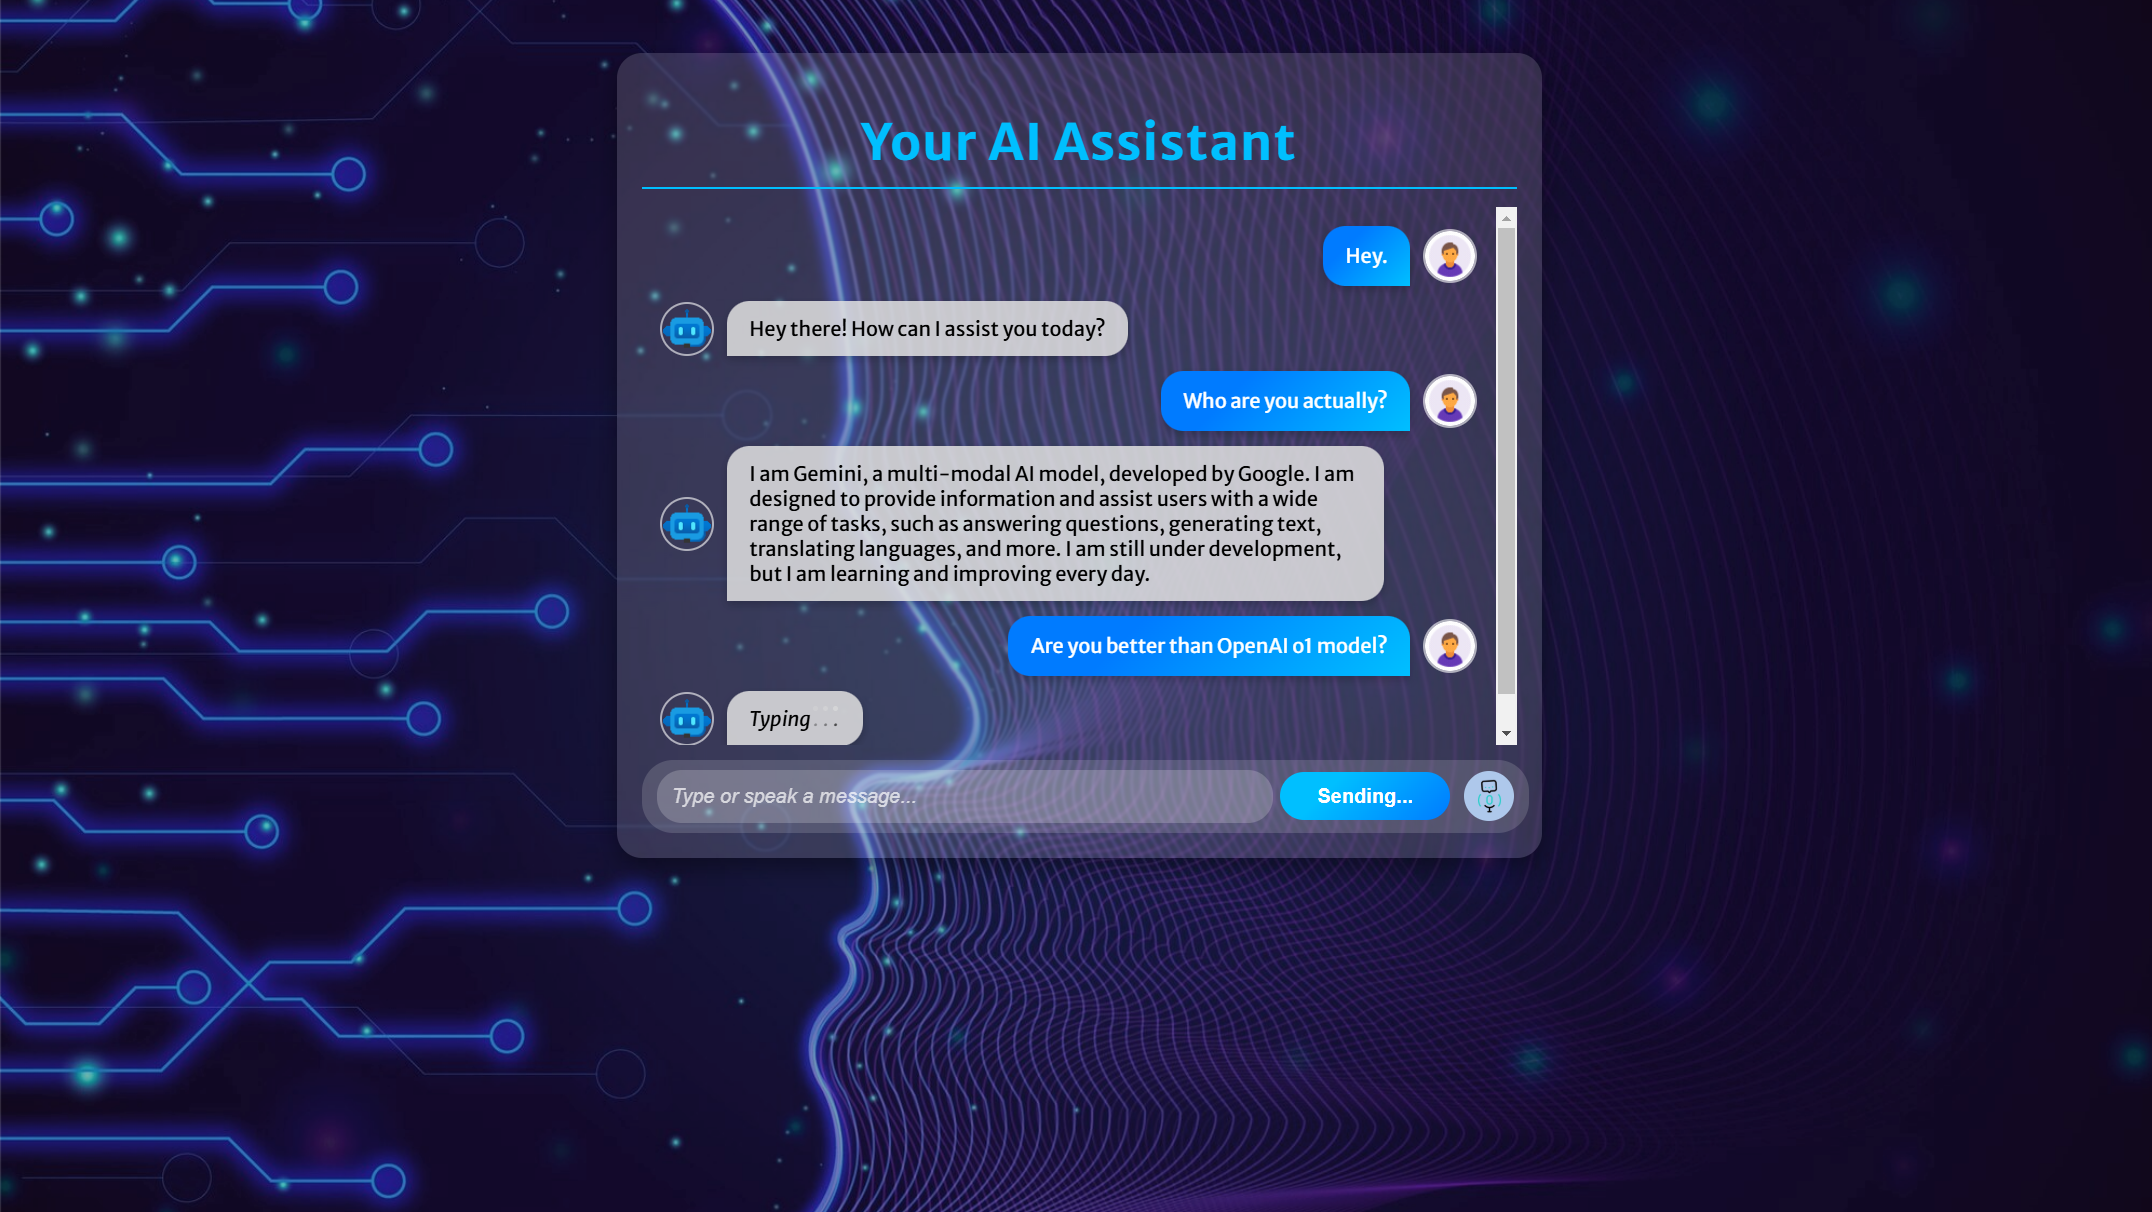 Your AI Assistant
Hey.
Hey there! How can I assist you today?
Who are you actually?
I am Gemini, a multi-modal AI model, developed by Google. I am
designed to provide information and assist users with a wide
range of tasks, such as answering questions, generating text,
translating languages, and more. I am still under development,
but I am learning and improving every day.
Are you better than OpenAI o1 model?
Typing...
Type or speak a message...
Sending...